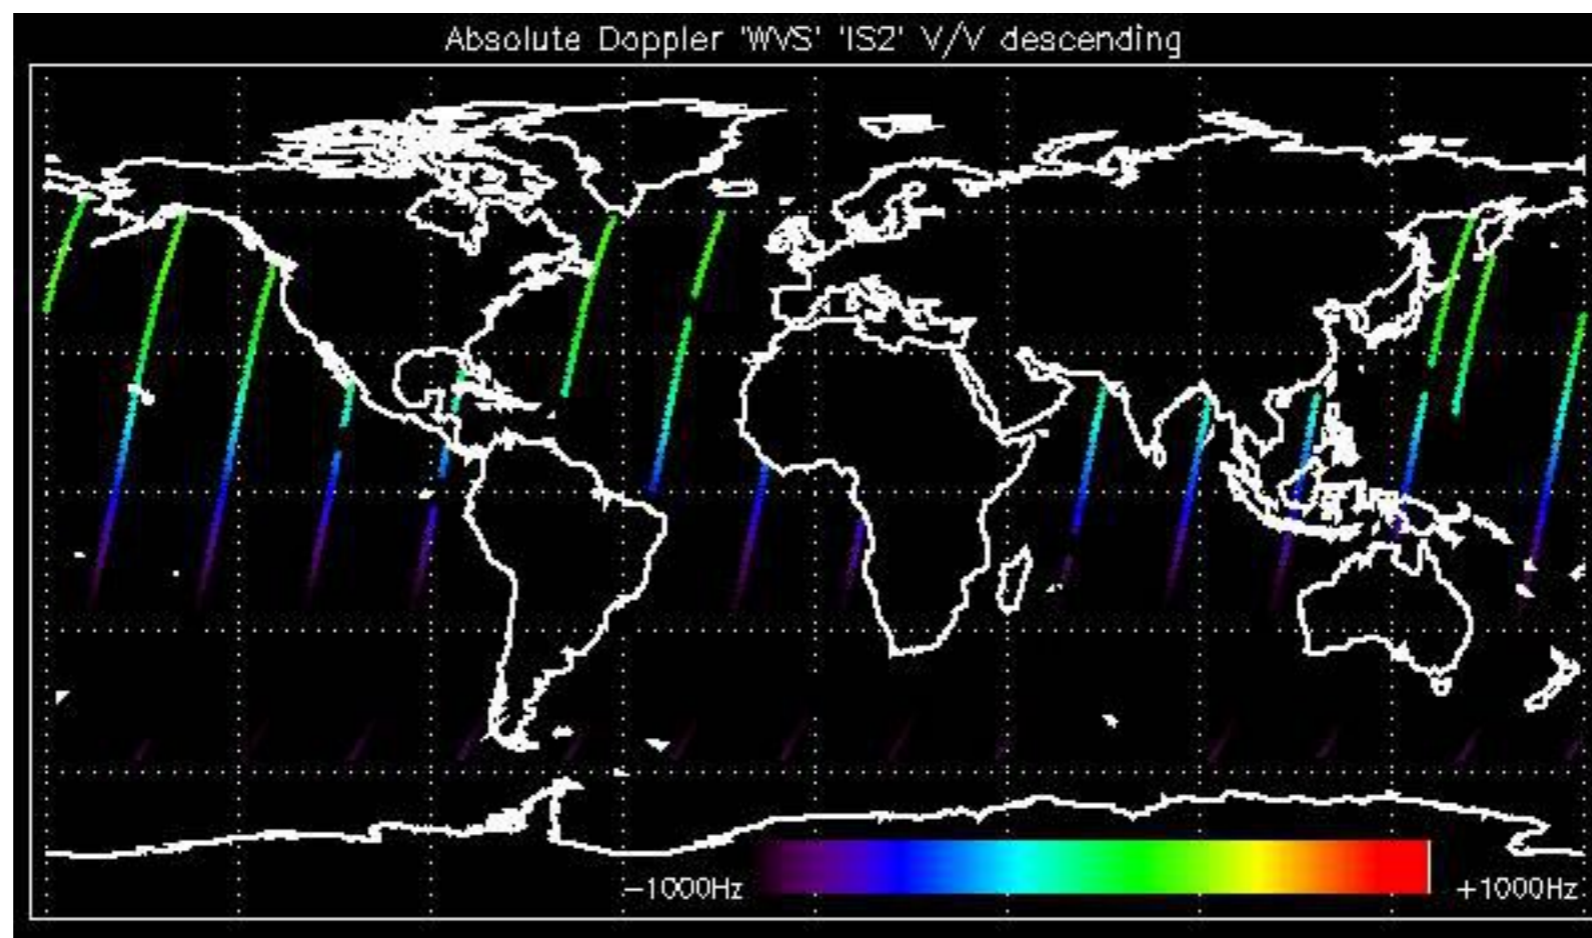 Absolute Doppler 'WVS' 'IS2' V/V descending
−1000Hz
+1000Hz